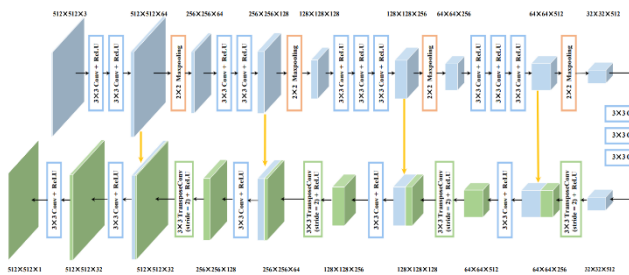 512×512×3
512×512×64
256×256×64
256×256×128
128×128×128
128×128×256
64×64×256
64×64×512
32×32×512
3×3 Conv + ReLU
3×3 Conv + ReLU
2×2 Maxpooling
3×3 Conv + ReLU
3×3 Conv + ReLU
2×2 Maxpooling
3×3 Conv + ReLU
3×3 Conv + ReLU
3×3 Conv + ReLU
2×2 Maxpooling
3×3 Conv + ReLU
3×3 Conv + ReLU
3×3 Conv + ReLU
2×2 Maxpooling
3×3 C
3×3 C
3×3 C
3×3 Conv + ReLU
3×3 Conv + ReLU
3×3 TransposeConv
(stride = 2) + ReLU
3×3 Conv + ReLU
3×3 TransposeConv
(stride = 2) + ReLU
3×3 Conv + ReLU
3×3 TransposeConv
(stride = 2) + ReLU
3×3 Conv + ReLU
3×3 TransposeConv
(stride = 2) + ReLU
512×512×1
512×512×32
512×512×32
256×256×128
256×256×64
128×128×256
128×128×128
64×64×512
64×64×256
32×32×512